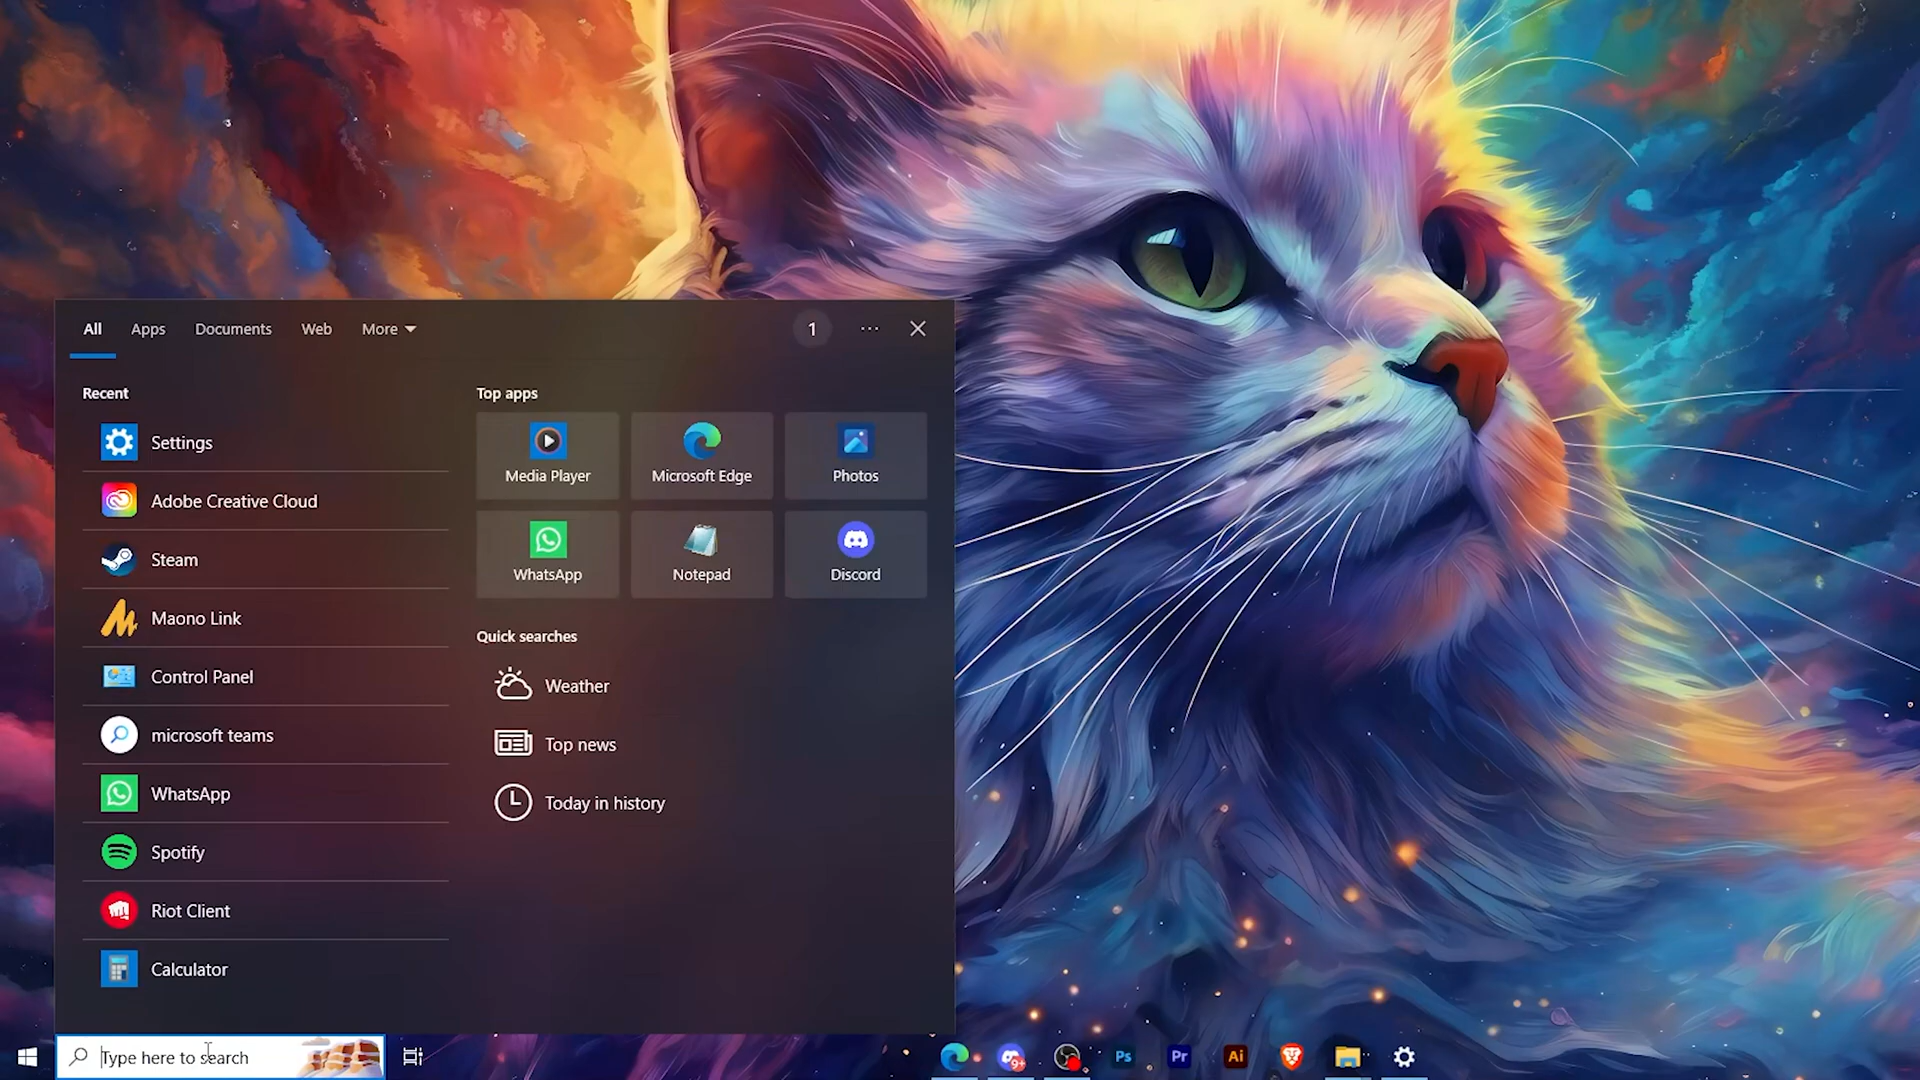 All Apps Documents Web More 1 ...
Recent
Settings
Adobe Creative Cloud
Steam
Maono Link
Control Panel
microsoft teams
WhatsApp
Spotify
Riot Client
Calculator
Top apps
Media Player Microsoft Edge Photos
WhatsApp Notepad Discord
Quick searches
Weather
Top news
Today in history
Type here to search
9+ Ps Pr Ai